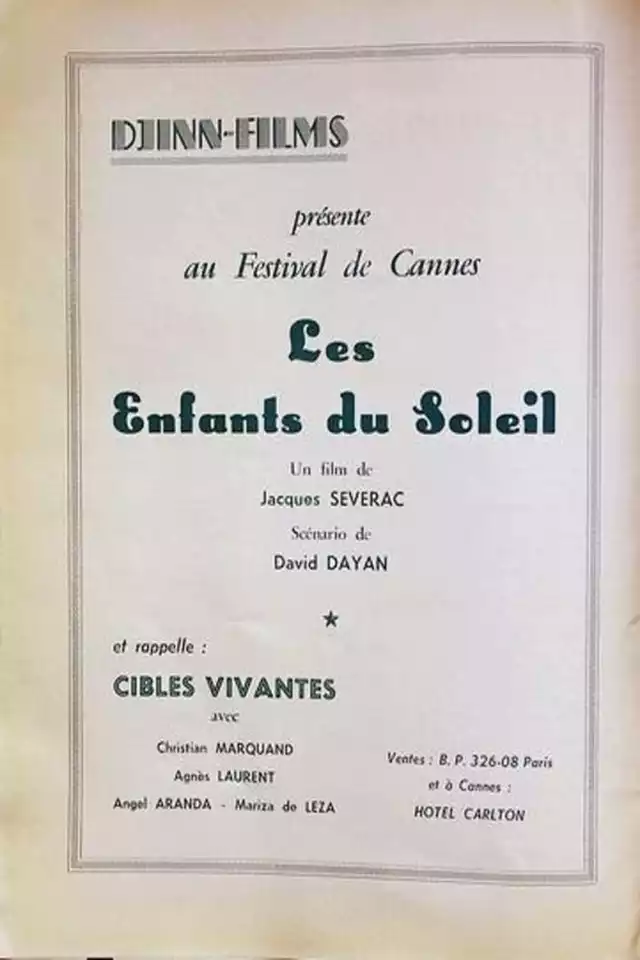 DJINN-FILMS
présente
au Festival de Cannes
Les
Enfants du Soleil
Un film de
Jacques SEVERAC
Scénario de
David DAYAN
et rappelle :
CIBLES VIVANTES
avec
Christian MARQUAND
Agnès LAURENT
Angel ARANDA - Mariza de LEZA
Ventes : B. P. 326-08 Paris
et à Cannes :
HOTEL CARLTON